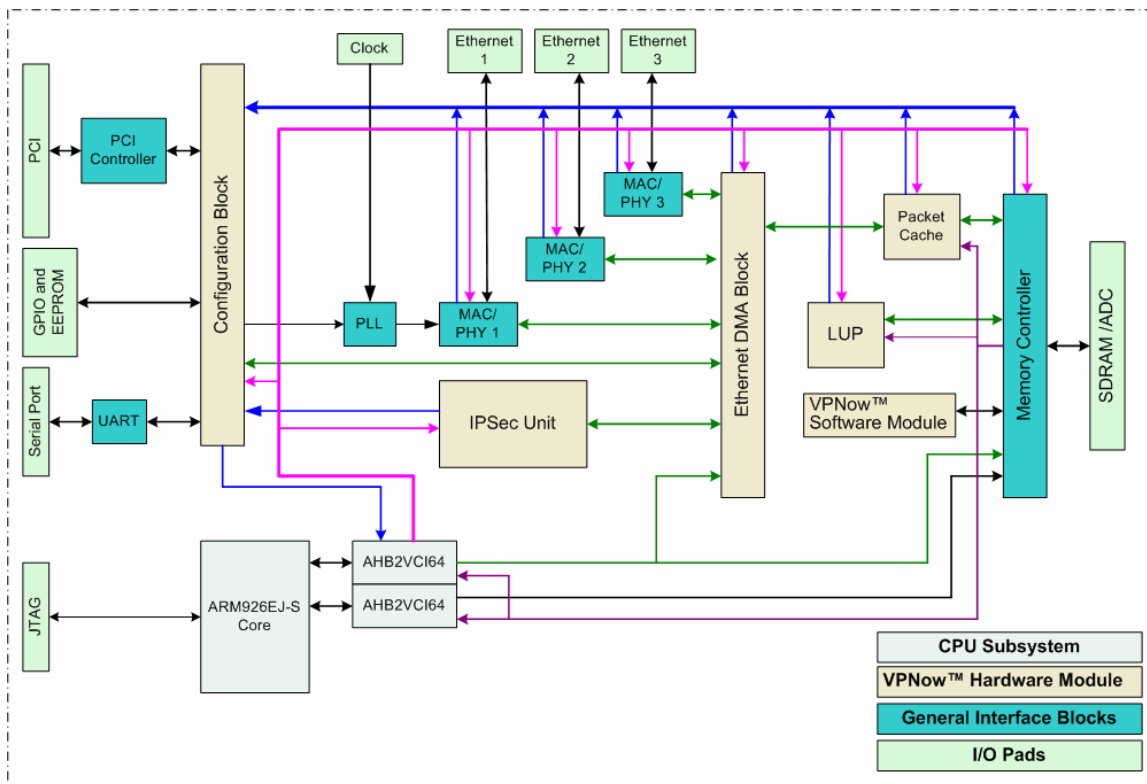 Clock
Ethernet
1
Ethernet
2
Ethernet
3
PCI
PCI
Controller
Configuration Block
MAC/
PHY 3
MAC/
PHY 2
MAC/
PHY 1
PLL
Ethernet DMA Block
Packet
Cache
LUP
Memory Controller
SDRAM /ADC
GPIO and
EEPROM
Serial Port
UART
IPSec Unit
VPNow™
Software Module
JTAG
ARM926EJ-S
Core
AHB2VCI64
AHB2VCI64
CPU Subsystem
VPNow™ Hardware Module
General Interface Blocks
I/O Pads